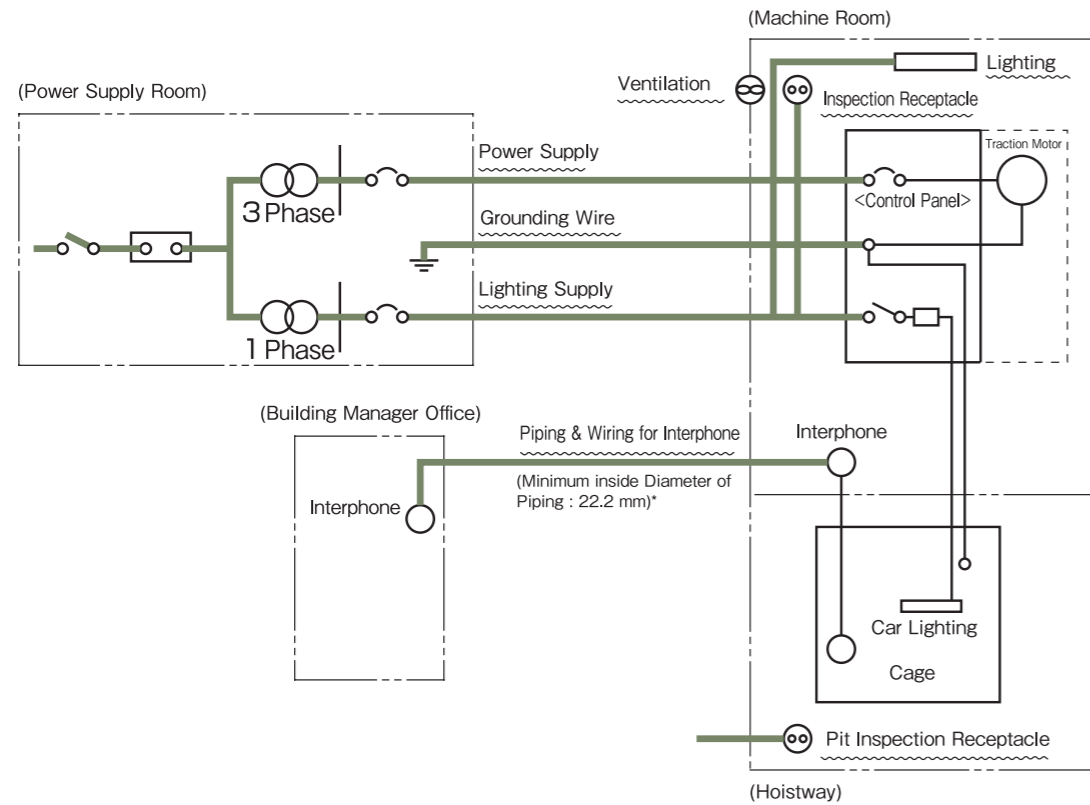 (Machine Room)
Lighting
Ventilation
(Power Supply Room)
Inspection Receptacle
Traction Motor
Power Supply
3 Phase
<Control Panel>
Grounding Wire
Lighting Supply
1 Phase
(Building Manager Office)
Piping & Wiring for Interphone
Interphone
(Minimum inside Diameter of
Piping : 22.2 mm)*
Interphone
Car Lighting
Cage
Pit Inspection Receptacle
(Hoistway)